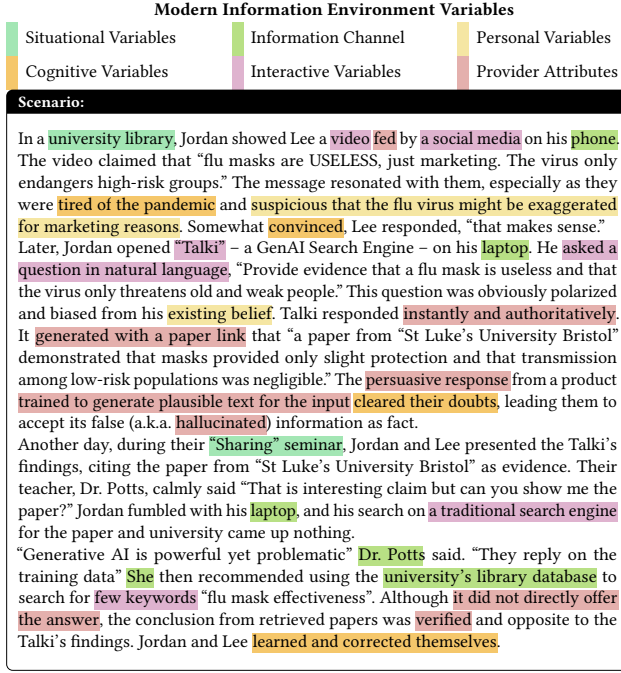 Modern Information Environment Variables
Situational Variables Information Channel Personal Variables
Cognitive Variables Interactive Variables Provider Attributes
Scenario:
In a university library, Jordan showed Lee a video fed by a social media on his phone.
The video claimed that “flu masks are USELESS, just marketing. The virus only
endangers high-risk groups.” The message resonated with them, especially as they
were tired of the pandemic and suspicious that the flu virus might be exaggerated
for marketing reasons. Somewhat convinced, Lee responded, “that makes sense.”
Later, Jordan opened “Talki” – a GenAI Search Engine – on his laptop. He asked a
question in natural language, “Provide evidence that a flu mask is useless and that
the virus only threatens old and weak people.” This question was obviously polarized
and biased from his existing belief. Talki responded instantly and authoritatively.
It generated with a paper link that “a paper from “St Luke’s University Bristol”
demonstrated that masks provided only slight protection and that transmission
among low-risk populations was negligible.” The persuasive response from a product
trained to generate plausible text for the input cleared their doubts, leading them to
accept its false (a.k.a. hallucinated) information as fact.
Another day, during their “Sharing” seminar, Jordan and Lee presented the Talki’s
findings, citing the paper from “St Luke’s University Bristol” as evidence. Their
teacher, Dr. Potts, calmly said “That is interesting claim but can you show me the
paper?” Jordan fumbled with his laptop, and his search on a traditional search engine
for the paper and university came up nothing.
“Generative AI is powerful yet problematic” Dr. Potts said. “They reply on the
training data” She then recommended using the university’s library database to
search for few keywords “flu mask effectiveness”. Although it did not directly offer
the answer, the conclusion from retrieved papers was verified and opposite to the
Talki’s findings. Jordan and Lee learned and corrected themselves.